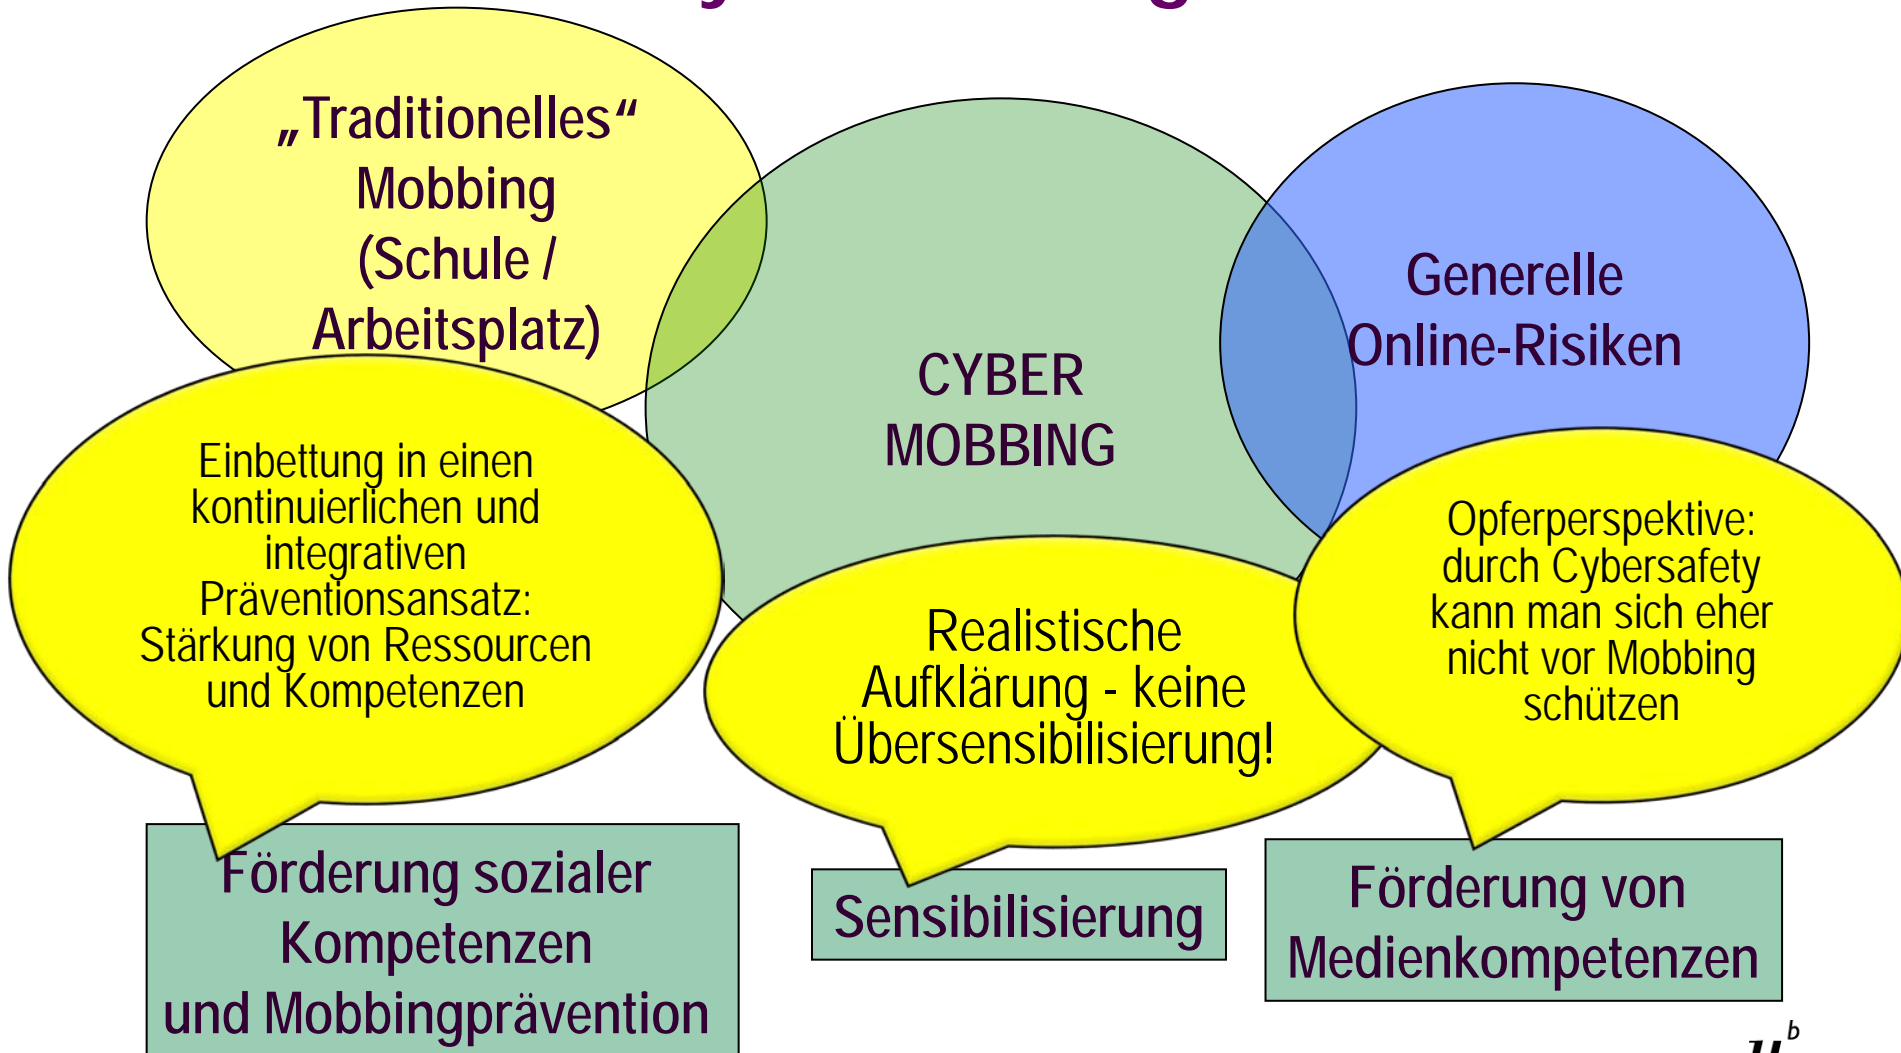 „Traditionelles“
Mobbing
(Schule /
Arbeitsplatz)
CYBER
MOBBING
Generelle
Online-Risiken
Einbettung in einen
kontinuierlichen und
integrativen
Präventionsansatz:
Stärkung von Ressourcen
und Kompetenzen
Realistische
Aufklärung - keine
Übersensibilisierung!
Opferperspektive:
durch Cybersafety
kann man sich eher
nicht vor Mobbing
schützen
Förderung sozialer
Kompetenzen
und Mobbingprävention
Sensibilisierung
Förderung von
Medienkompetenzen
u b